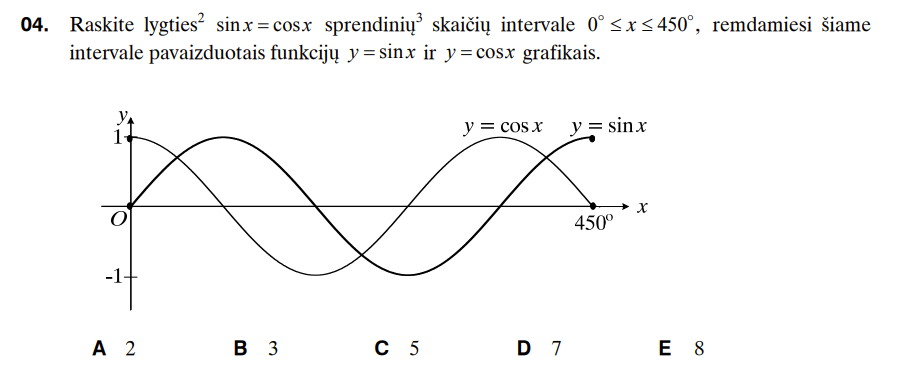 04. Raskite lygties² sin x = cos x sprendinių³ skaičių intervale 0° ≤ x ≤ 450°, remdamiesi šiame
intervale pavaizduotais funkcijų y = sin x ir y = cos x grafikais.
y
1
y = cos x y = sin x
x
O
450°
-1
A 2 B 3 C 5 D 7 E 8